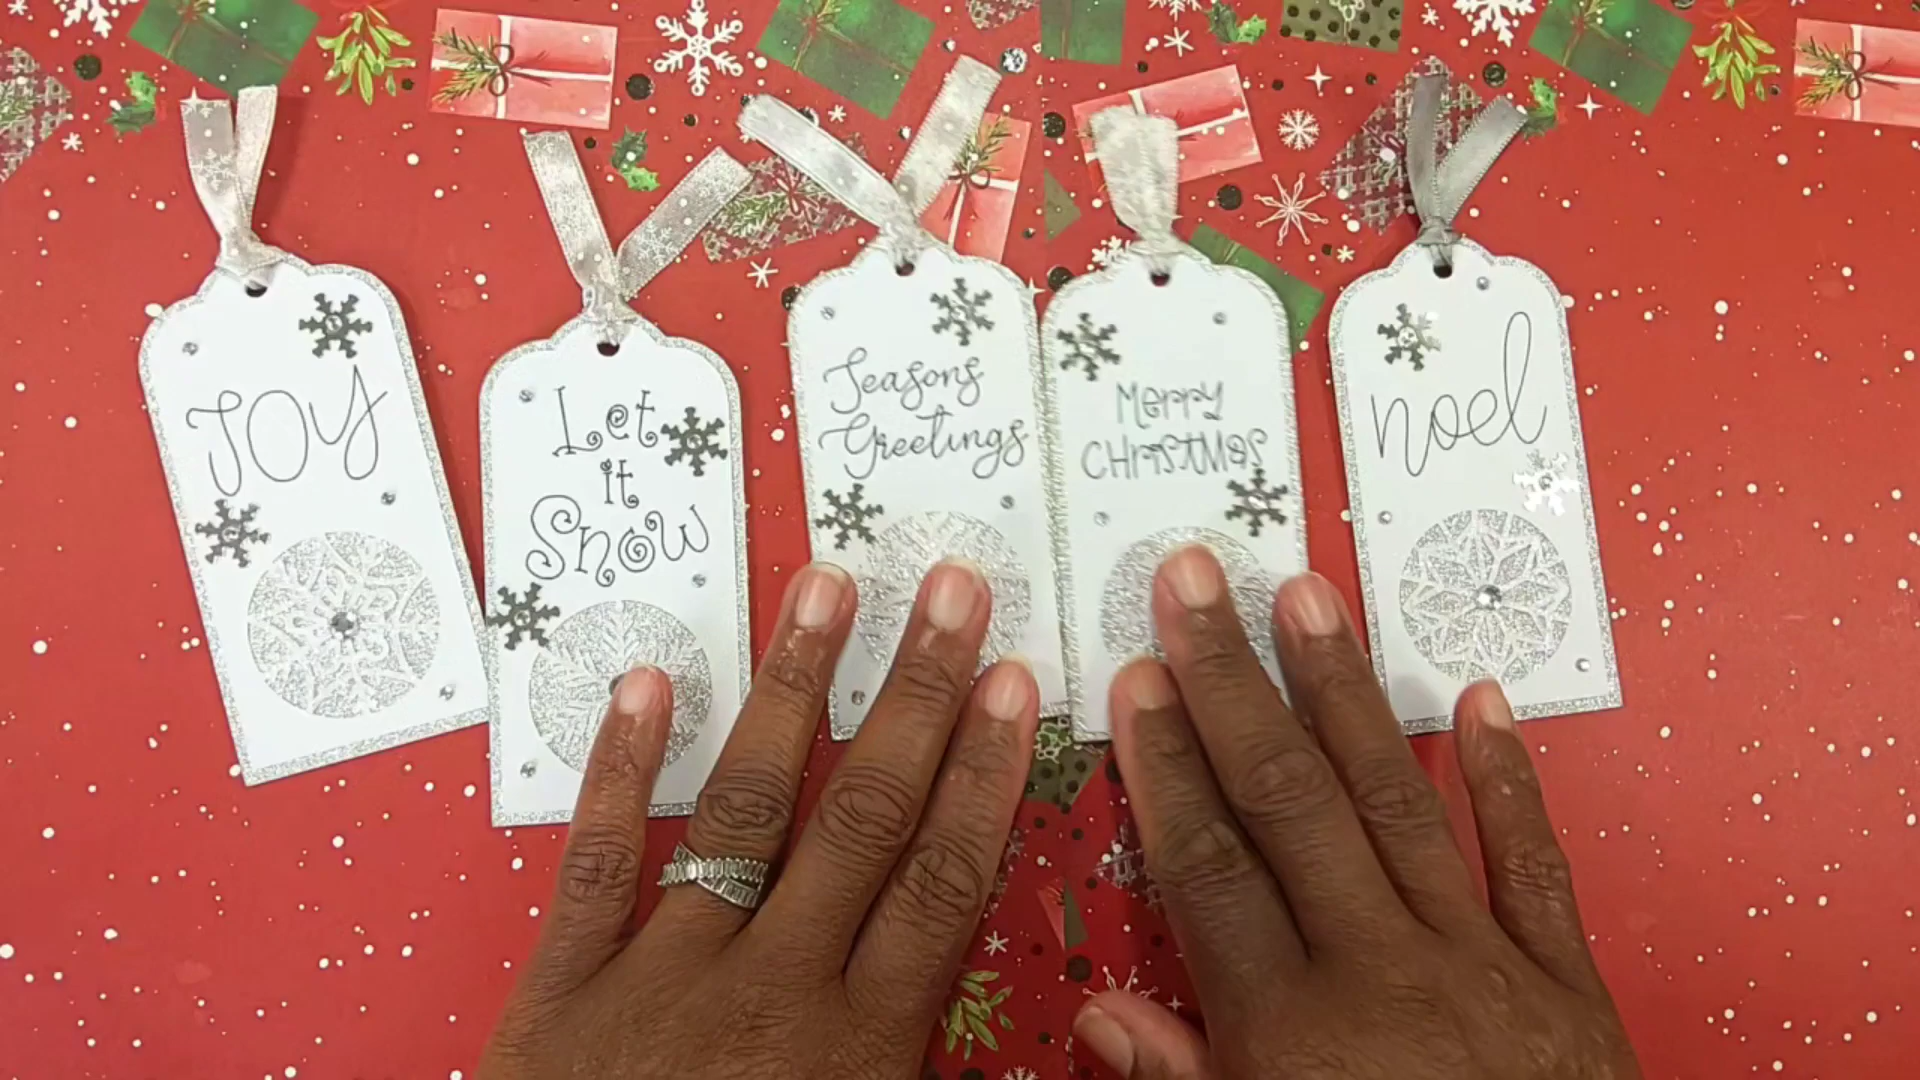 JOY
Let
it
Snow
Seasons
Greetings
Merry
CHrISTMAS
noel